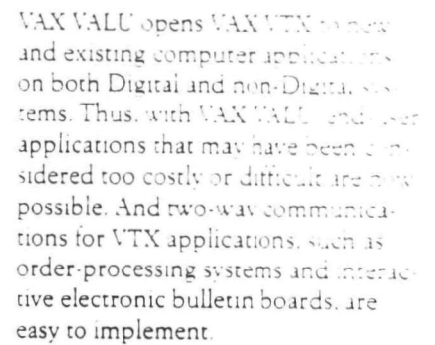 VAX VALU opens VAX VTX to new
and existing computer applications
on both Digital and non-Digital sys-
tems. Thus, with VAX VALU end-user
applications that may have been con-
sidered too costly or difficult are now
possible. And two-way communica-
tions for VTX applications, such as
order-processing systems and interac-
tive electronic bulletin boards, are
easy to implement.